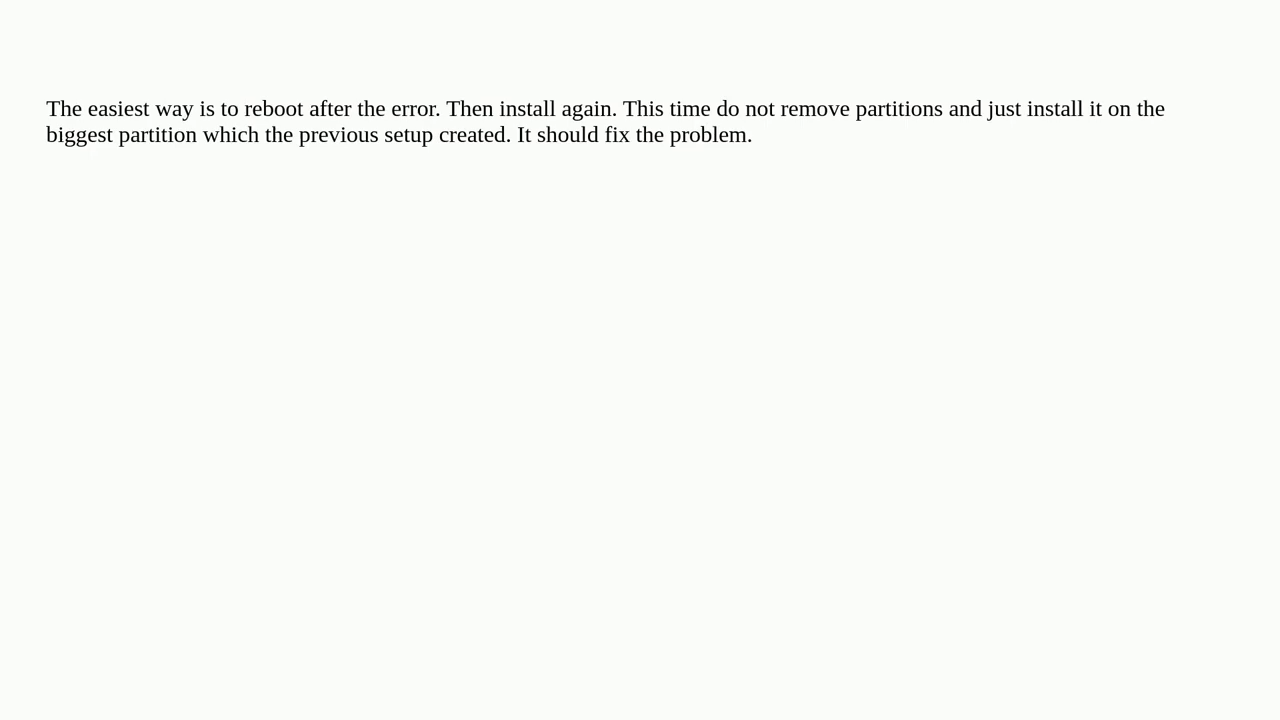 The easiest way is to reboot after the error. Then install again. This time do not remove partitions and just install it on the
biggest partition which the previous setup created. It should fix the problem.